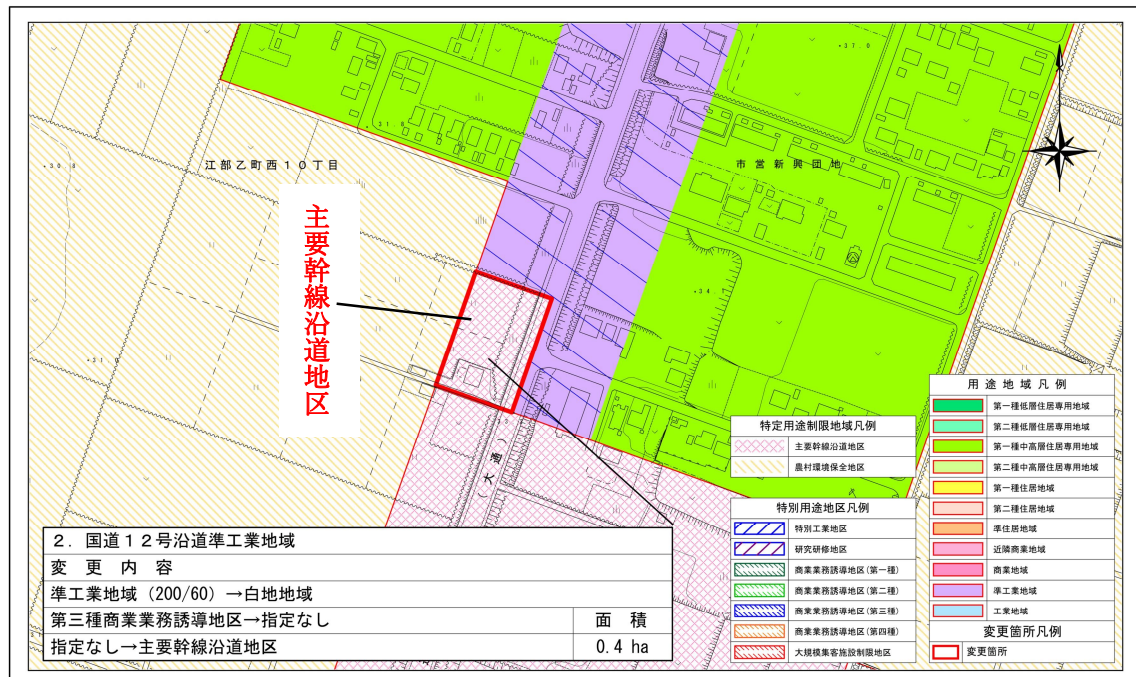 +37.0
+31.8
+30.8
江部乙町西10丁目
市営新興団地
主要幹線沿道地区
+34.7
+31.0
(大通)
用途地域凡例
第一種低層住居専用地域
第二種低層住居専用地域
第一種中高層住居専用地域
第二種中高層住居専用地域
第一種住居地域
第二種住居地域
準住居地域
近隣商業地域
商業地域
準工業地域
工業地域
変更箇所凡例
変更箇所
特定用途制限地域凡例
主要幹線沿道地区
農村環境保全地区
特別用途地区凡例
特別工業地区
研究研修地区
商業業務誘導地区(第一種)
商業業務誘導地区(第二種)
商業業務誘導地区(第三種)
商業業務誘導地区(第四種)
大規模集客施設制限地区
2. 国道12号沿道準工業地域
変更内容
準工業地域(200/60)→白地地域
第三種商業業務誘導地区→指定なし 面積
指定なし→主要幹線沿道地区 0.4 ha